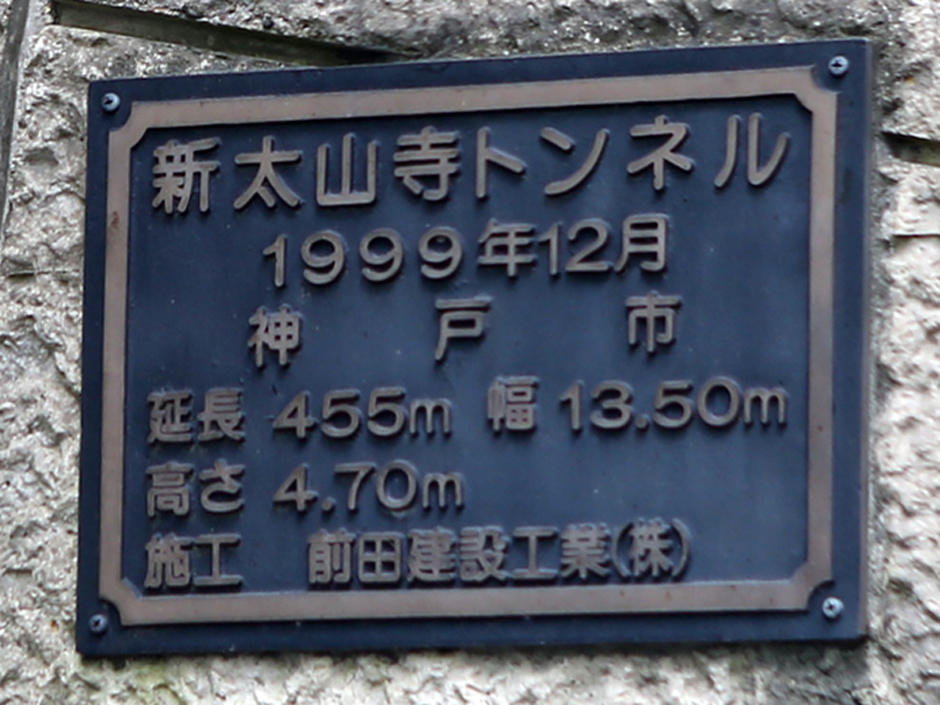 新太山寺トンネル
1999年12月
神戸市
延長 455m 幅 13.50m
高さ 4.70m
施工 前田建設工業(株)